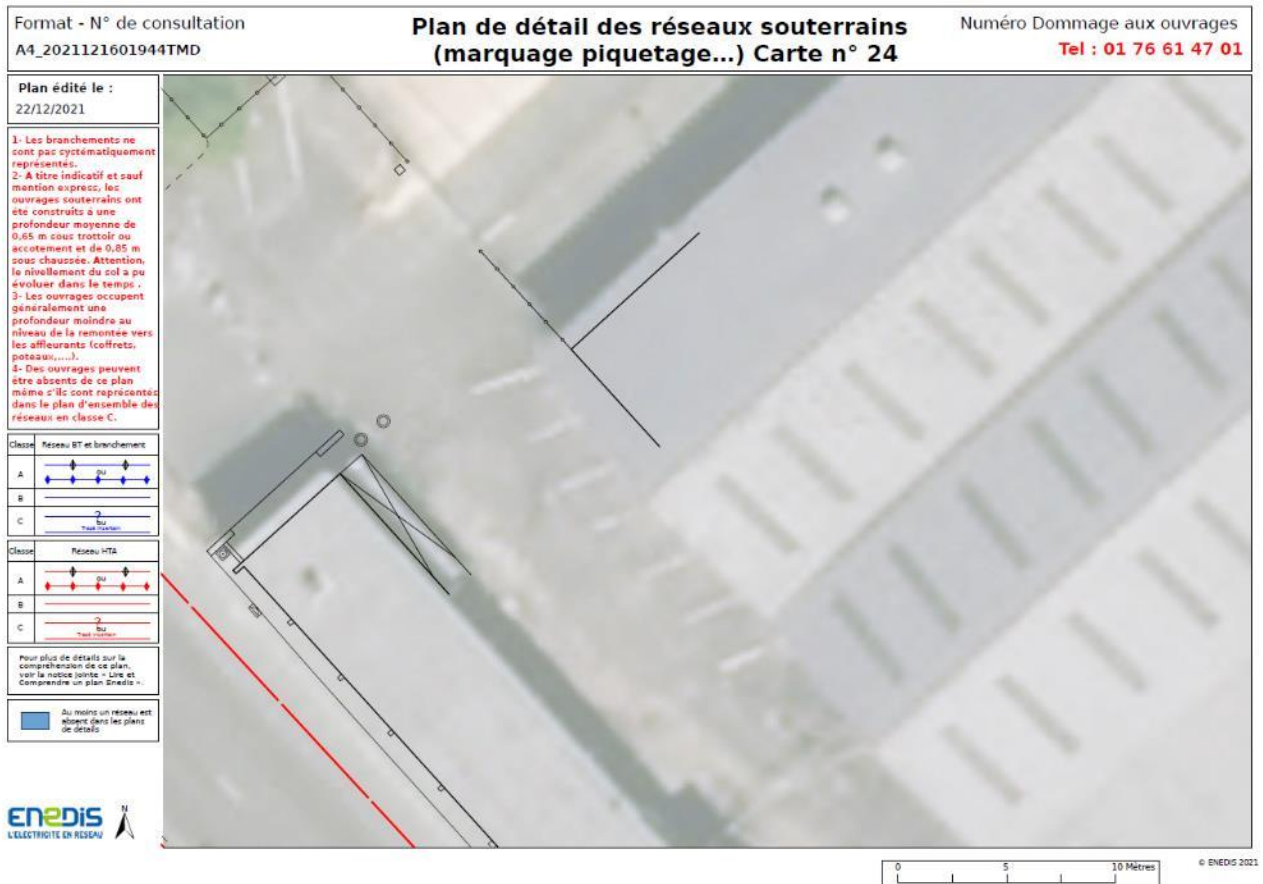 Format - N° de consultation
A4_2021121601944TMD
Plan de détail des réseaux souterrains
(marquage piquetage...) Carte n° 24
Numéro Dommage aux ouvrages
Tel : 01 76 61 47 01
Plan édité le :
22/12/2021
1- Les branchements ne
sont pas systématiquement
représentés.
2- A titre indicatif et sauf
mention express, les
ouvrages souterrains ont
été construits à une
profondeur moyenne de
0,65 m sous trottoir ou
accotement et de 0,85 m
sous chaussée. Attention,
le nivellement du sol a pu
évoluer dans le temps .
3- Les ouvrages occupent
généralement une
profondeur moindre au
niveau de la remontée vers
les affleurants (coffrets,
poteaux,....).
4- Des ouvrages peuvent
être absents de ce plan
même s'ils sont représentés
dans le plan d'ensemble des
réseaux en classe C.
Classe Réseau BT et branchement
A ou
B
C ? ou
Tracé incertain
Classe Réseau HTA
A ou
B
C ? ou
Tracé incertain
Pour plus de détails sur la
compréhension de ce plan,
voir la notice jointe « Lire et
Comprendre un plan Enedis ».
Au moins un réseau est
absent dans les plans
de détails
ENEDIS
L'ELECTRICITE EN RESEAU
N
0 5 10 Mètres
© ENEDIS 2021